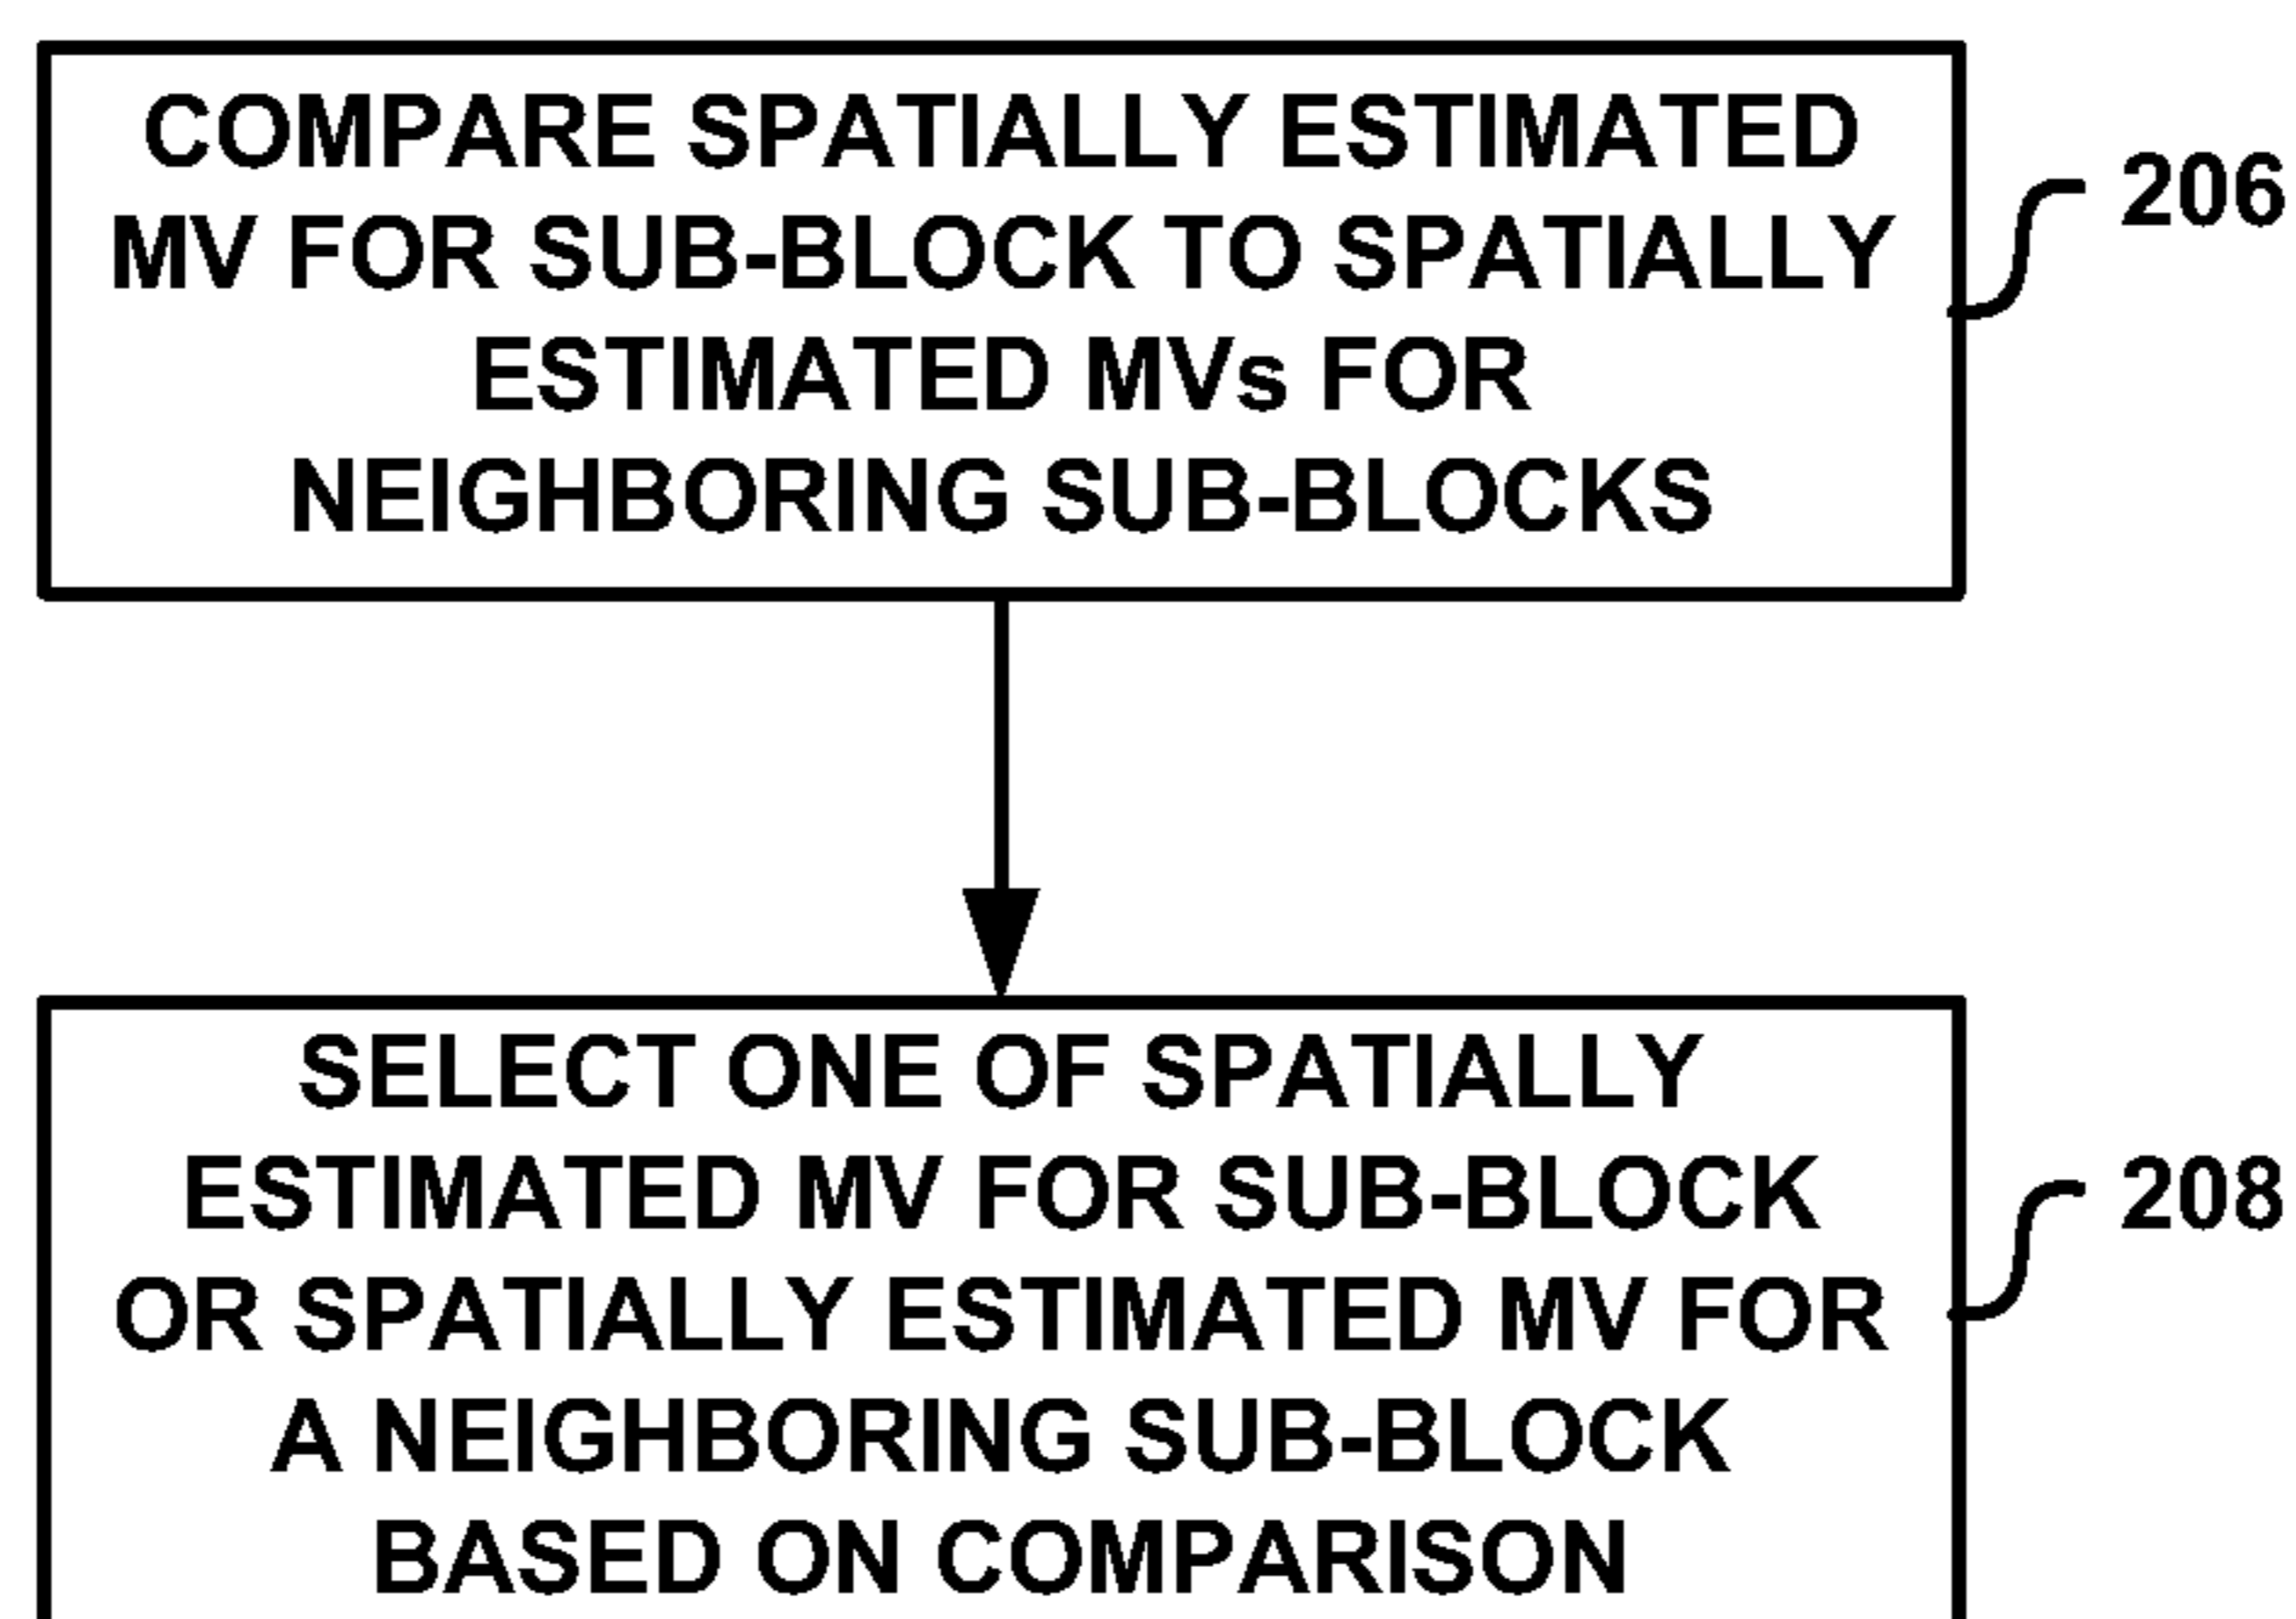 COMPARE SPATIALLY ESTIMATED
MV FOR SUB-BLOCK TO SPATIALLY
ESTIMATED MVs FOR
NEIGHBORING SUB-BLOCKS
206
SELECT ONE OF SPATIALLY
ESTIMATED MV FOR SUB-BLOCK
OR SPATIALLY ESTIMATED MV FOR
A NEIGHBORING SUB-BLOCK
BASED ON COMPARISON
208